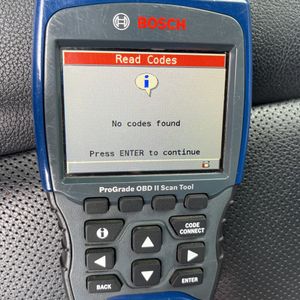 BOSCH
Read Codes
i
No codes found
Press ENTER to continue
ProGrade OBD II Scan Tool
i
CODE
CONNECT
BACK
ENTER